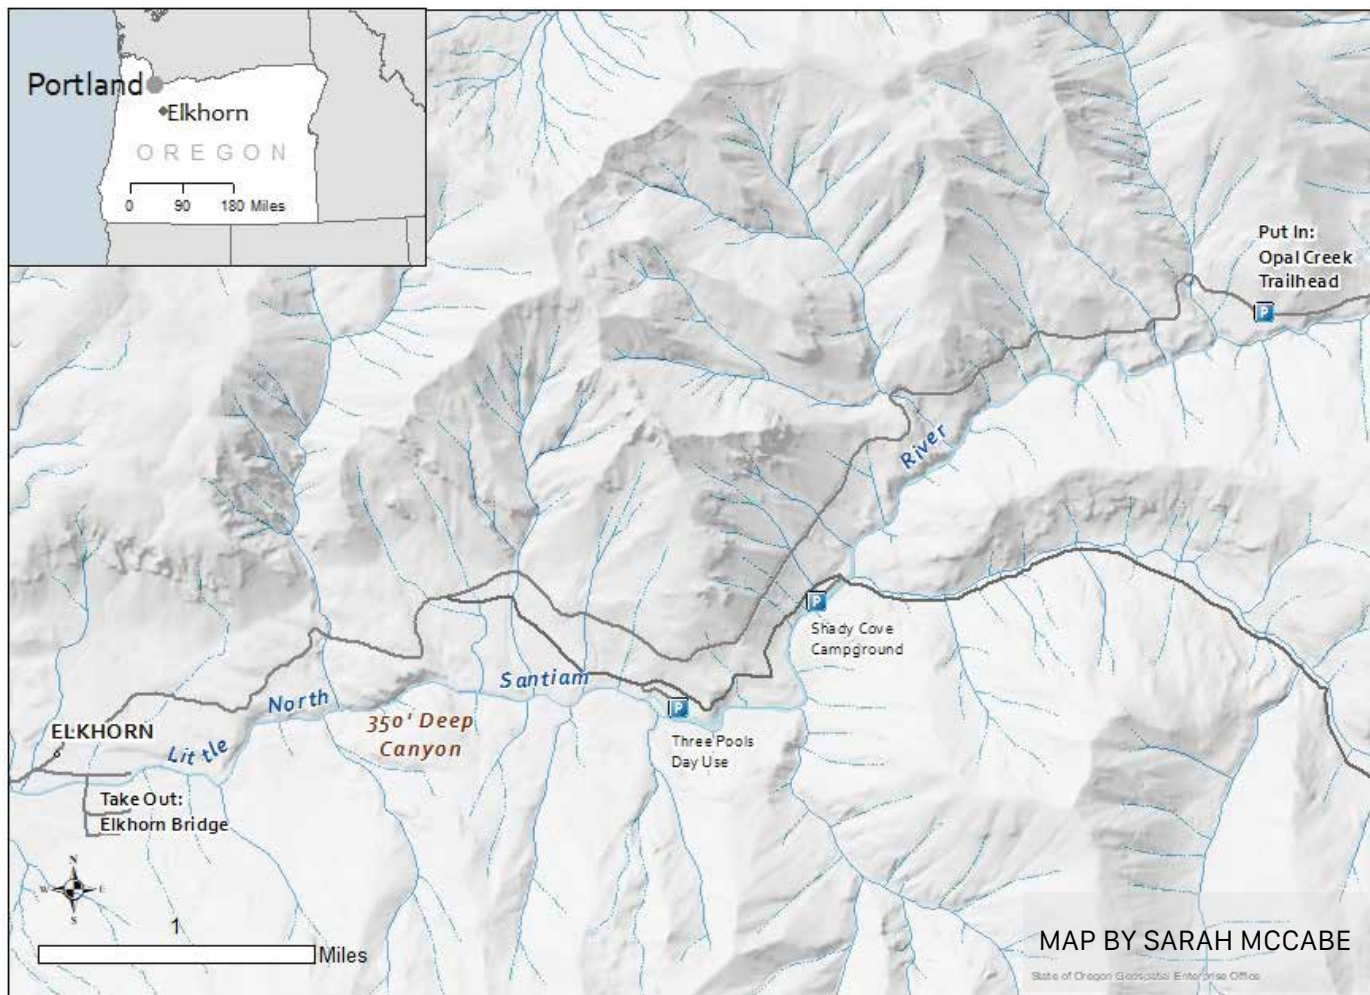 Portland
Elkhorn
OREGON
0 90 180 Miles
Put In:
Opal Creek
Trailhead
P
River
P
Shady Cove
Campground
Santiam
P
North
350' Deep
Canyon
Three Pools
Day Use
ELKHORN
Little
Take Out:
Elkhorn Bridge
N
W E
S
1
Miles
MAP BY SARAH MCCABE
State of Oregon Geospatial Enterprise Office